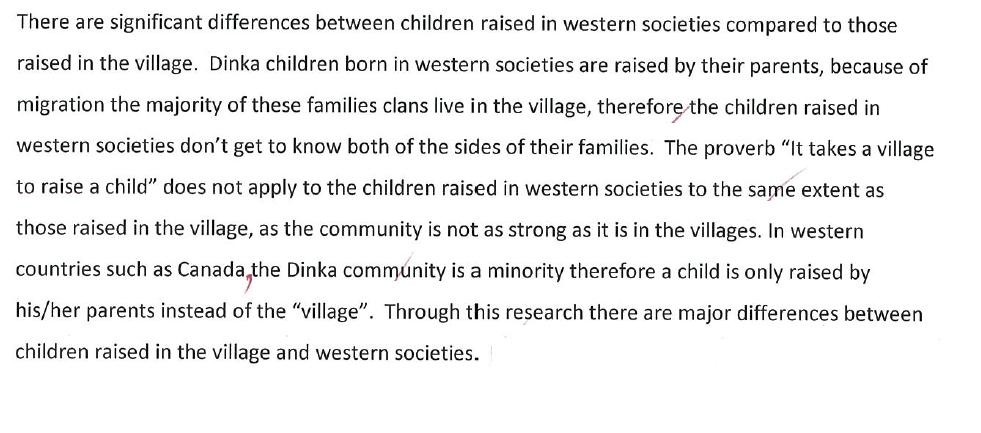 There are significant differences between children raised in western societies compared to those
raised in the village.  Dinka children born in western societies are raised by their parents, because of
migration the majority of these families clans live in the village, therefore, the children raised in
western societies don't get to know both of the sides of their families.  The proverb "It takes a village
to raise a child" does not apply to the children raised in western societies to the same extent as
those raised in the village, as the community is not as strong as it is in the villages. In western
countries such as Canada, the Dinka community is a minority therefore a child is only raised by
his/her parents instead of the "village".  Through this research there are major differences between
children raised in the village and western societies.